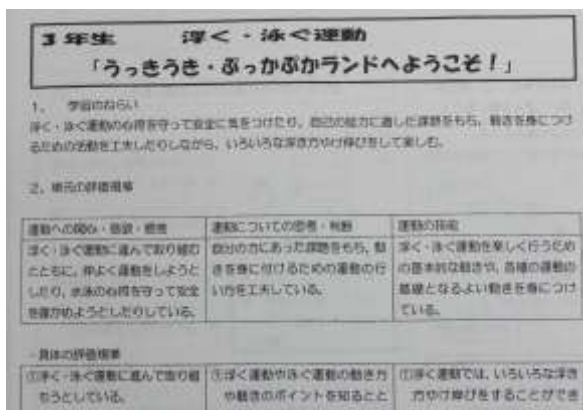 3年生　浮く・泳ぐ運動
「うっきうき・ぷっかぷかランドへようこそ！」
1．学習のねらい
浮く・泳ぐ運動の心得を守って安全に気をつけたり、自己の能力に適した課題をもち、動きを身につけ
るための活動を工夫したりしながら、いろいろな浮き方やけ伸びをして楽しむ。
2．単元の評価規準
運動への関心・意欲・態度
浮く・泳ぐ運動に進んで取り組む
とともに、仲よく運動をしようと
したり、水泳の心得を守って安全
を確かめようとしたりしている。
運動についての思考・判断
自分の力にあった課題をもち、動
きを身に付けるための運動の行
い方を工夫している。
運動の技能
浮く・泳ぐ運動を楽しく行うため
の基本的な動きや、各種の運動の
基礎となるよい動きを身につけ
ている。
・具体の評価規準
①浮く・泳ぐ運動に進んで取り組
もうとしている。
①浮く運動や泳ぐ運動の動き方
や動きのポイントを知るとと
①浮く運動では、いろいろな浮き
方やけ伸びをすることができ